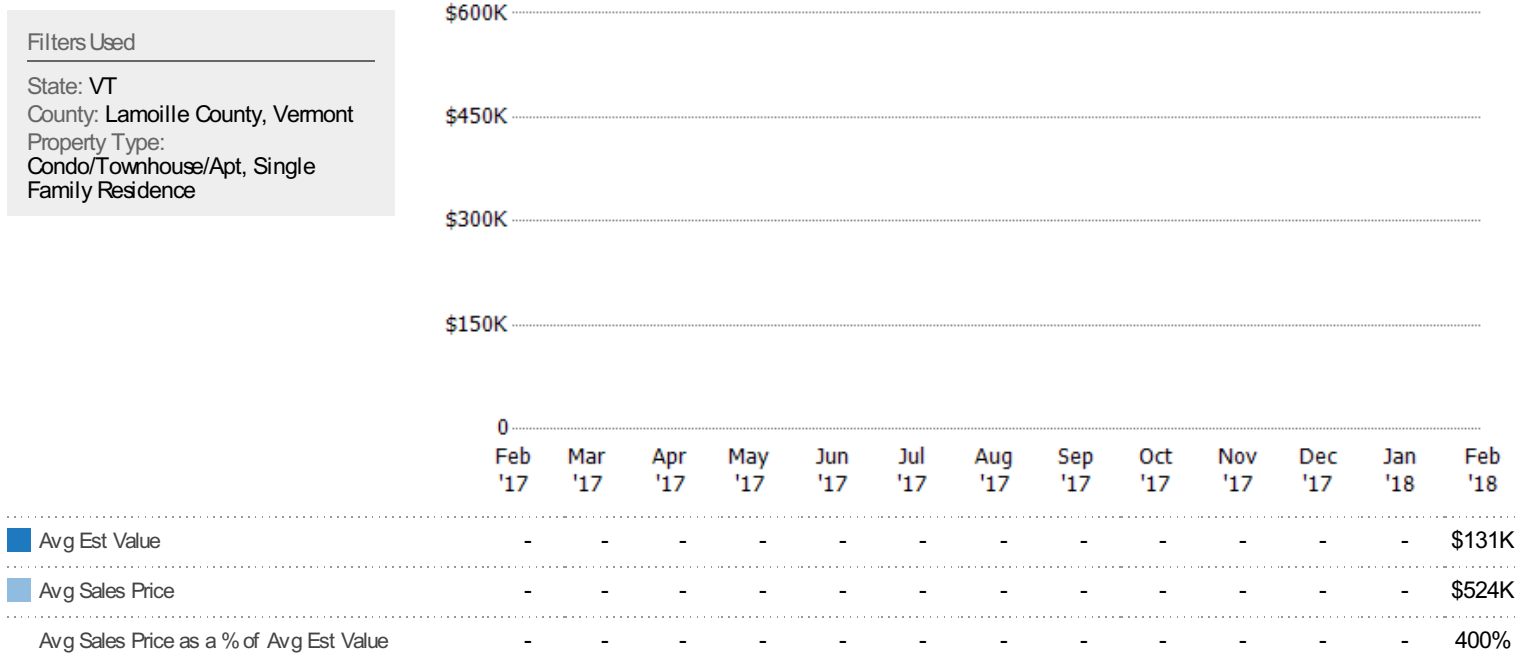 Filters Used
State: VT
County: Lamoille County, Vermont
Property Type:
Condo/Townhouse/Apt, Single
Family Residence
$600K
$450K
$300K
$150K
0
Feb Mar Apr May Jun Jul Aug Sep Oct Nov Dec Jan Feb
'17 '17 '17 '17 '17 '17 '17 '17 '17 '17 '17 '18 '18
Avg Est Value - - - - - - - - - - - - $131K
Avg Sales Price - - - - - - - - - - - - $524K
Avg Sales Price as a % of Avg Est Value - - - - - - - - - - - - 400%